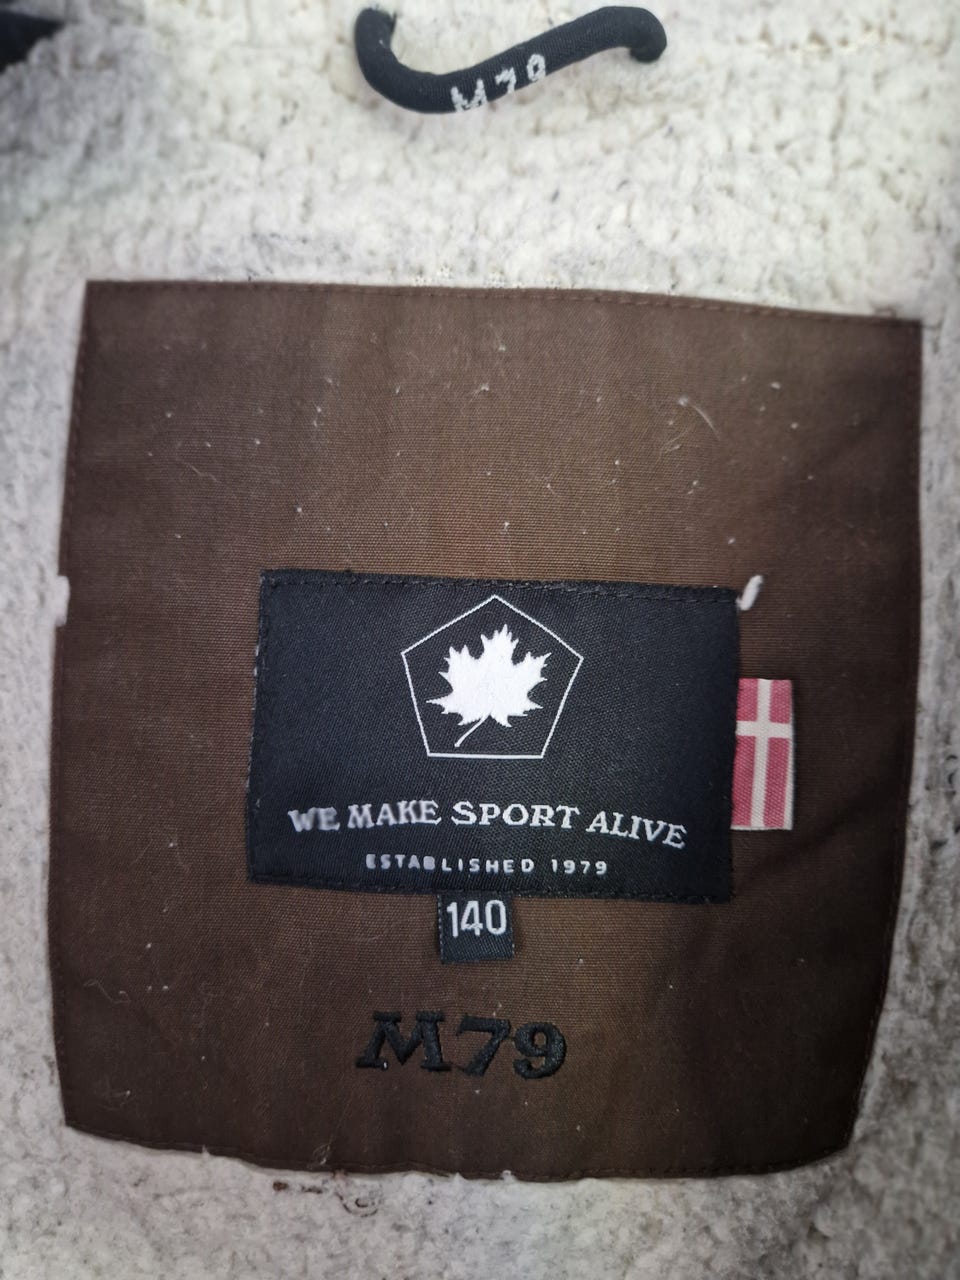 M79
WE MAKE SPORT ALIVE
ESTABLISHED 1979
140
M79